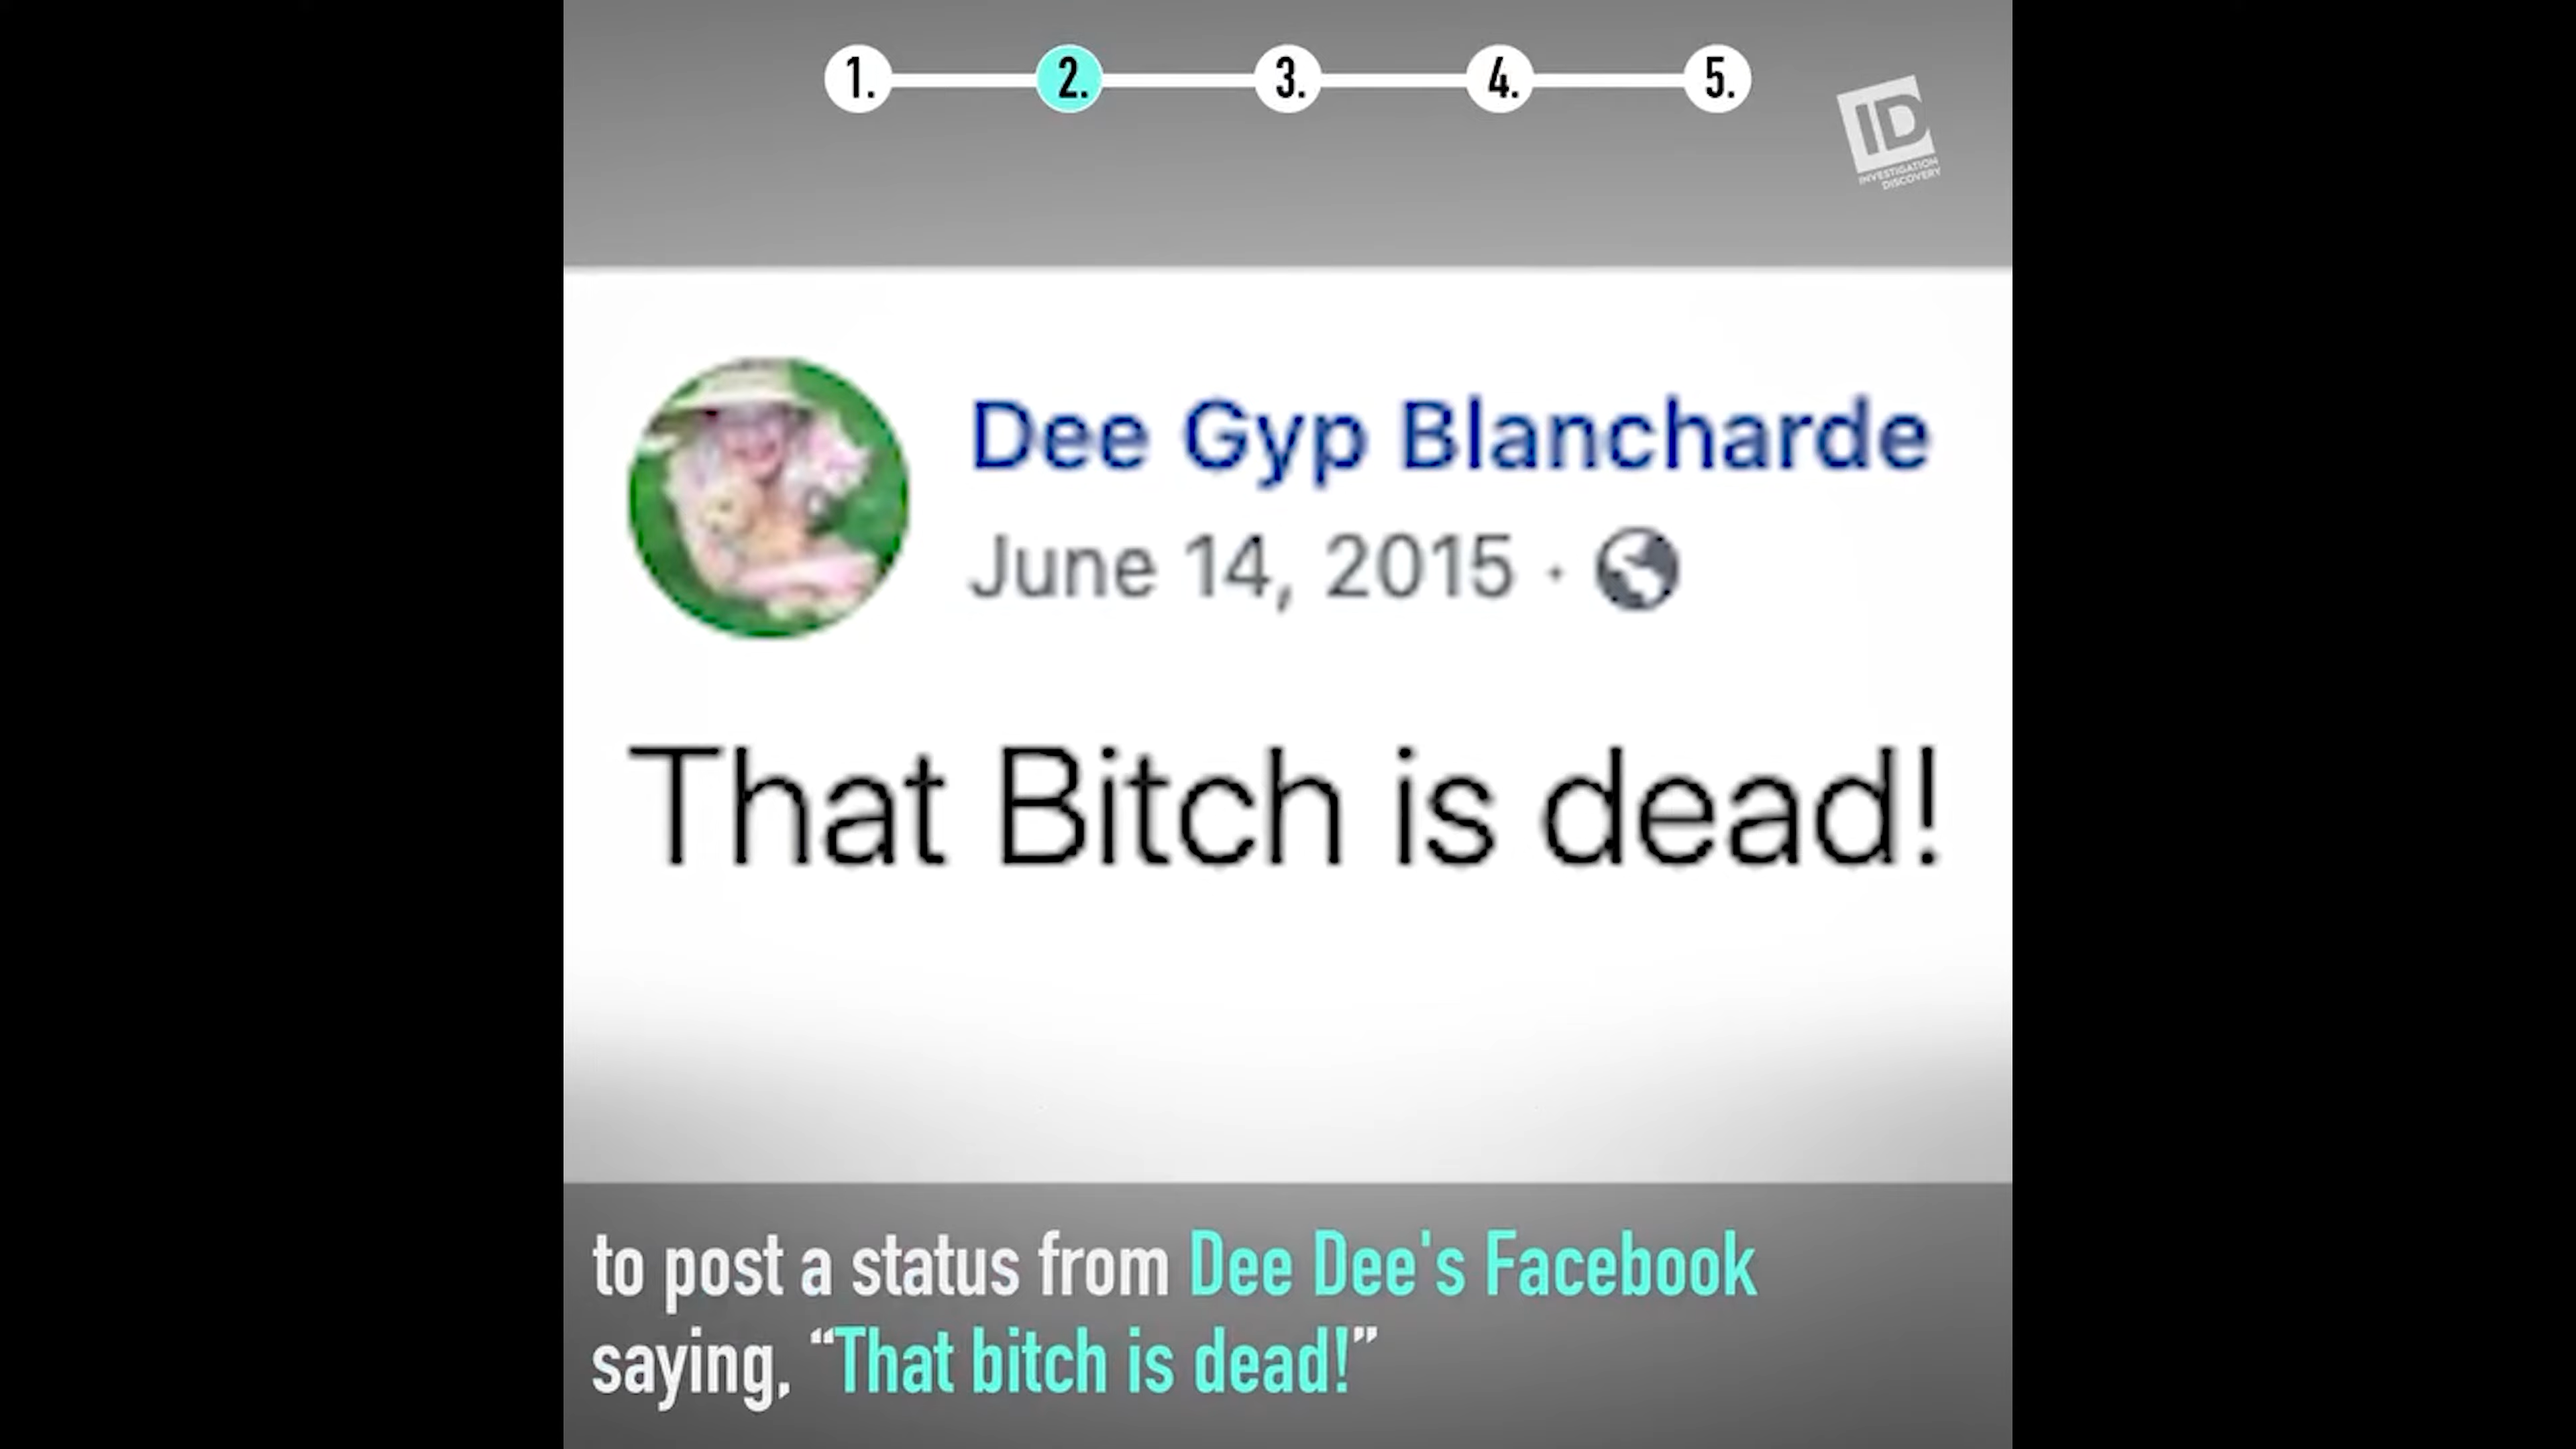 1. 2. 3. 4. 5.
ID
INVESTIGATION
DISCOVERY
Dee Gyp Blancharde
June 14, 2015 ·
That Bitch is dead!
to post a status from Dee Dee's Facebook
saying, “That bitch is dead!”